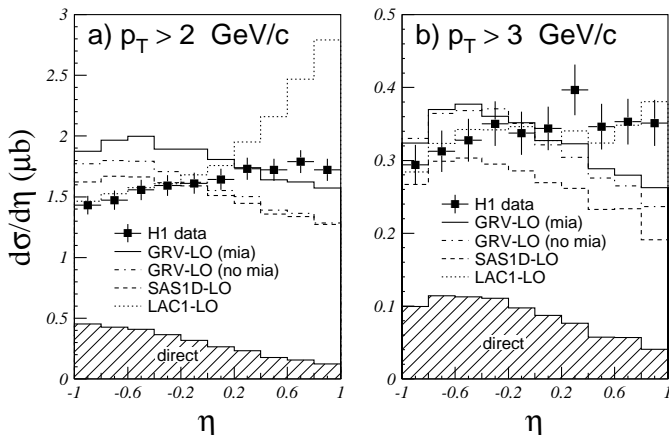 a) pT > 2 GeV/c
b) pT > 3 GeV/c
dσ/dη (μb)
3
2.5
2
1.5
1
0.5
0
H1 data
GRV-LO (mia)
GRV-LO (no mia)
SAS1D-LO
LAC1-LO
direct
-1 -0.6 -0.2 0.2 0.6 1
η
0.5
0.4
0.3
0.2
0.1
0
H1 data
GRV-LO (mia)
GRV-LO (no mia)
SAS1D-LO
LAC1-LO
direct
-1 -0.6 -0.2 0.2 0.6 1
η